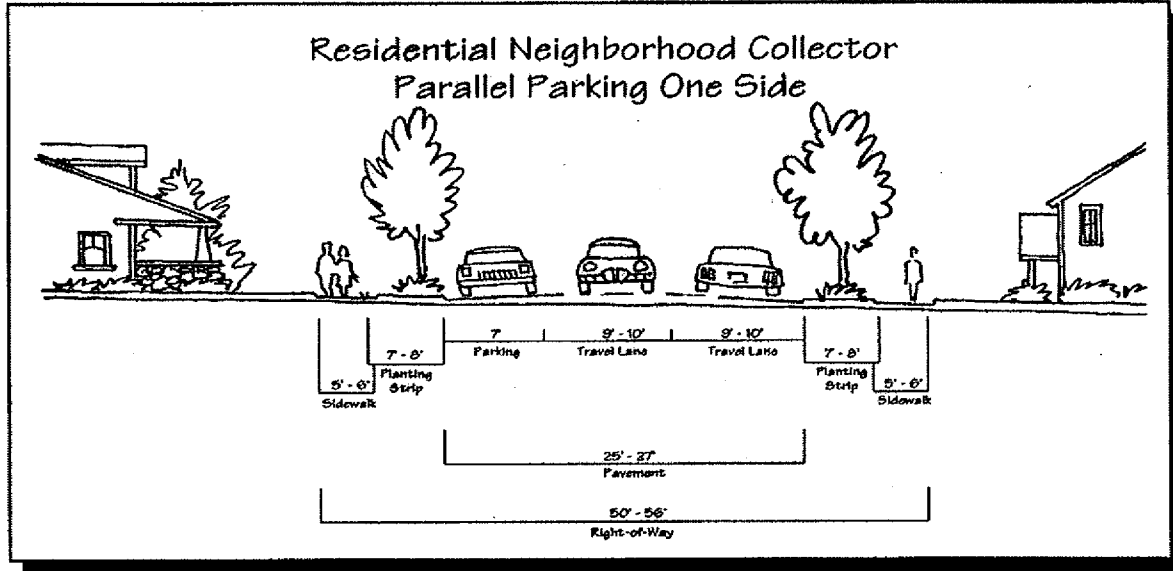 Residential Neighborhood Collector
Parallel Parking One Side
7'
Parking
9' - 10'
Travel Lane
9' - 10'
Travel Lane
7 - 8'
Planting
Strip
7 - 8'
Planting
Strip
5' - 6'
Sidewalk
5' - 6'
Sidewalk
25' - 27'
Pavement
50' - 56'
Right-of-Way